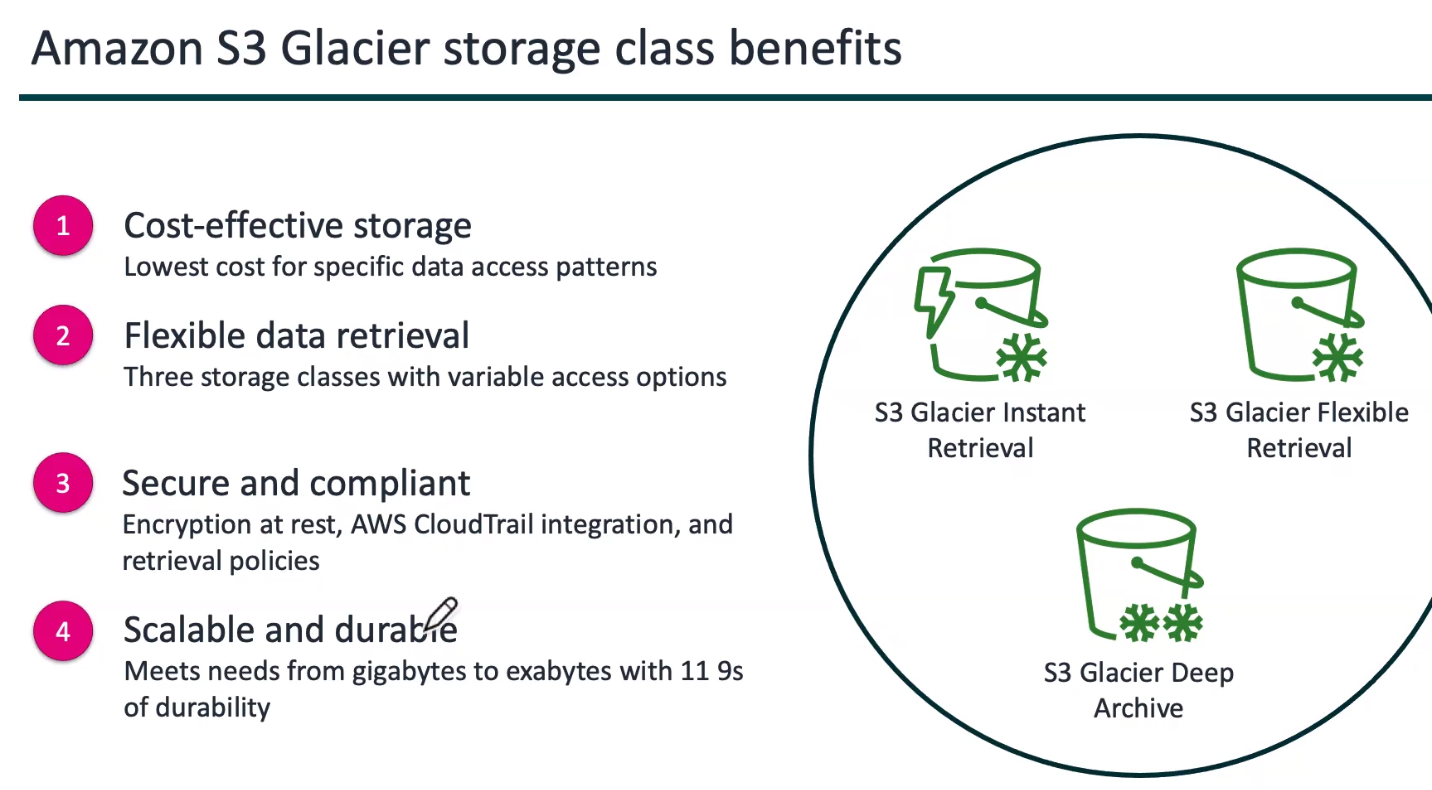 Amazon S3 Glacier storage class benefits
1
Cost-effective storage
Lowest cost for specific data access patterns
2
Flexible data retrieval
Three storage classes with variable access options
3
Secure and compliant
Encryption at rest, AWS CloudTrail integration, and
retrieval policies
4
Scalable and durable
Meets needs from gigabytes to exabytes with 11 9s
of durability
S3 Glacier Instant
Retrieval
S3 Glacier Flexible
Retrieval
S3 Glacier Deep
Archive